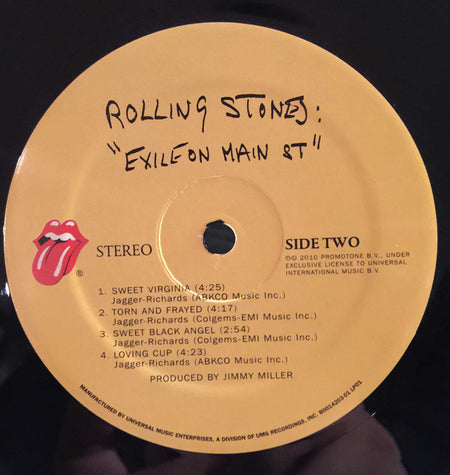 ROLLING STONES:
"EXILE ON MAIN ST"
STEREO
SIDE TWO
℗© 2010 PROMOTONE B.V., UNDER
EXCLUSIVE LICENSE TO UNIVERSAL
INTERNATIONAL MUSIC B.V.
®
1. SWEET VIRGINIA (4:25)
Jagger-Richards (ABKCO Music Inc.)
2. TORN AND FRAYED (4:17)
Jagger-Richards (Colgems-EMI Music Inc.)
3. SWEET BLACK ANGEL (2:54)
Jagger-Richards (Colgems-EMI Music Inc.)
4. LOVING CUP (4:23)
Jagger-Richards (ABKCO Music Inc.)
PRODUCED BY JIMMY MILLER
MANUFACTURED BY UNIVERSAL MUSIC ENTERPRISES, A DIVISION OF UMG RECORDINGS, INC. B0014203-01 LP01